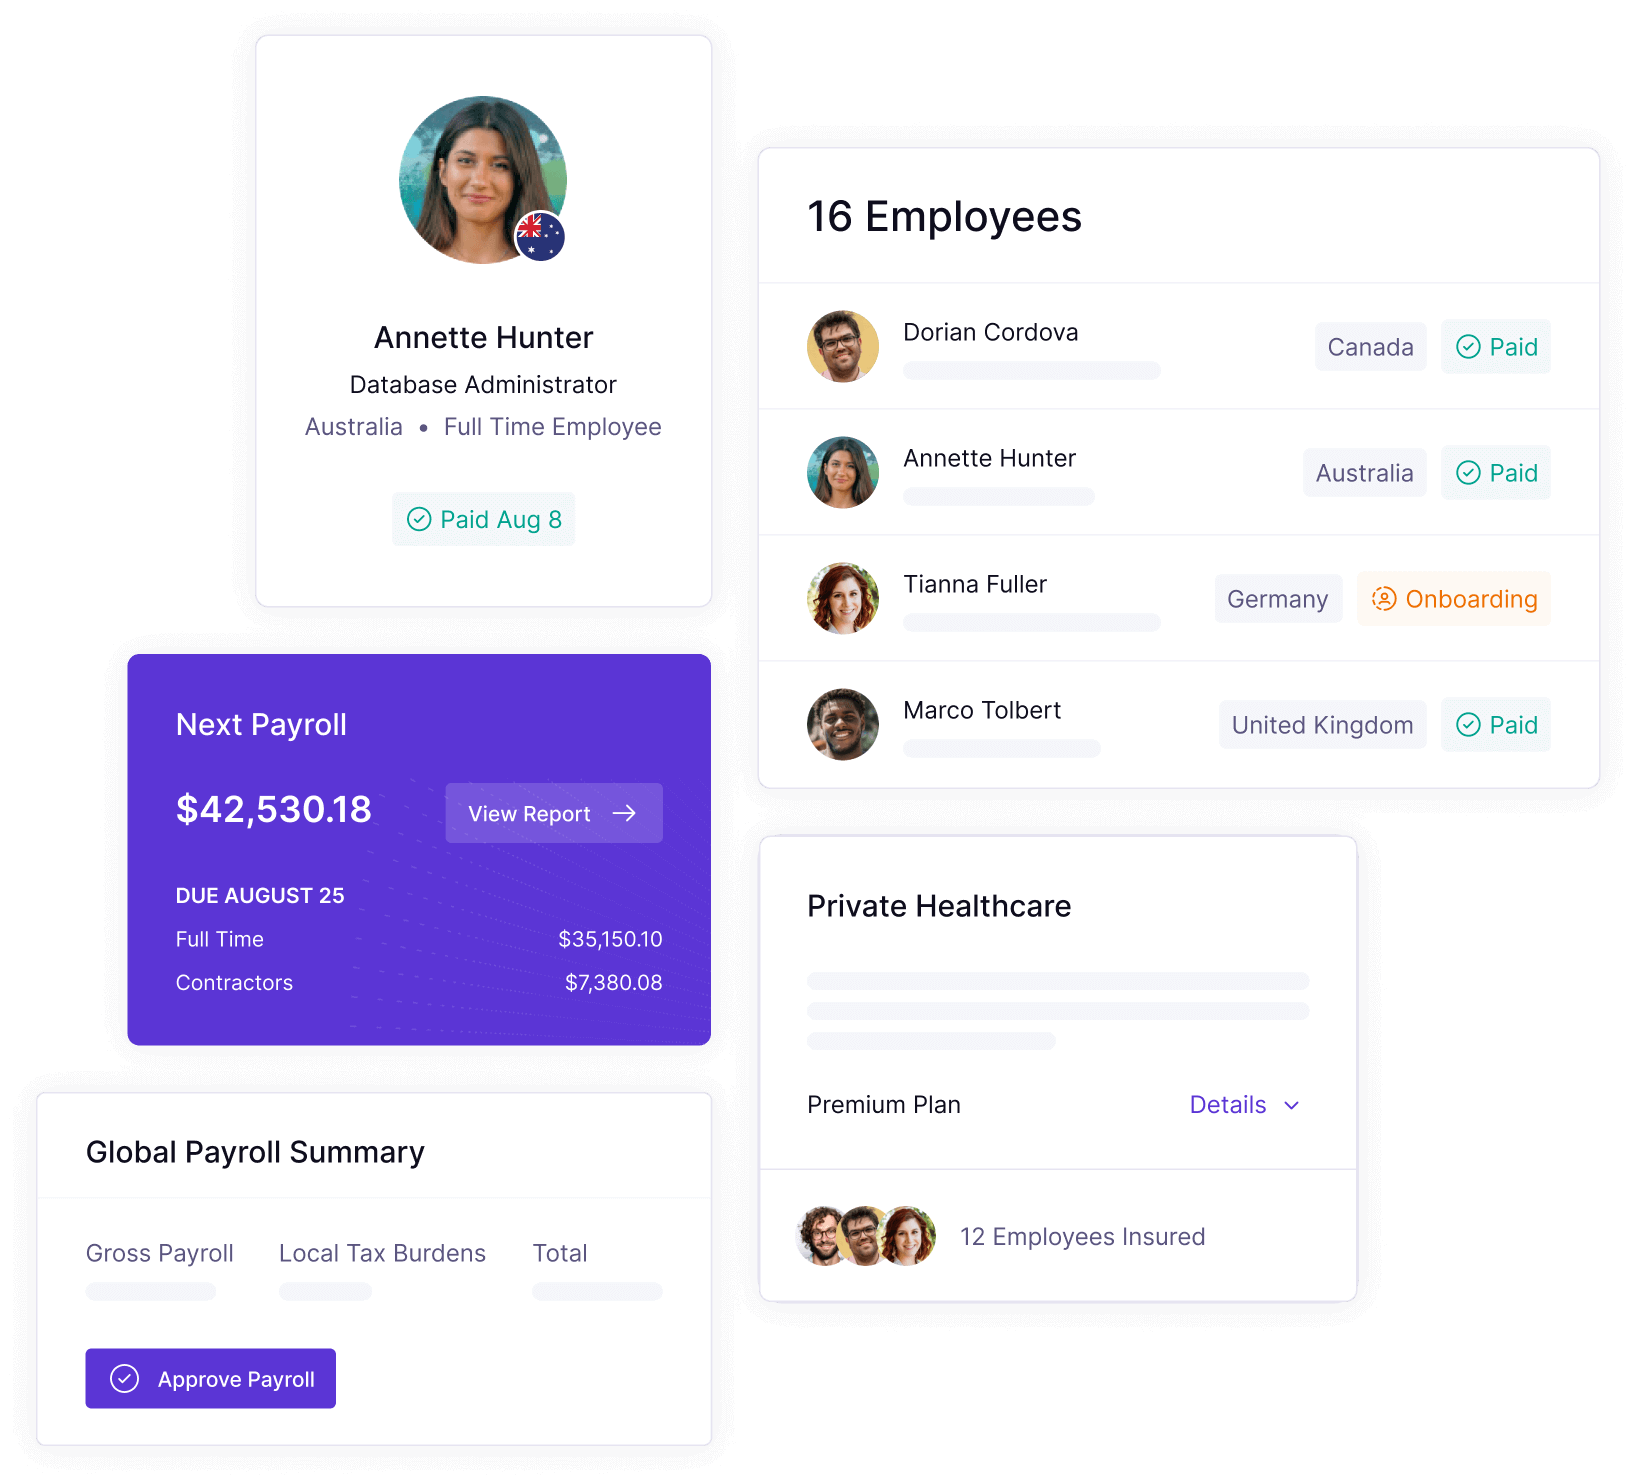 Annette Hunter
Database Administrator
Australia • Full Time Employee
Paid Aug 8
Next Payroll
$42,530.18
View Report
DUE AUGUST 25
Full Time $35,150.10
Contractors $7,380.08
Global Payroll Summary
Gross Payroll Local Tax Burdens Total
Approve Payroll
16 Employees
Dorian Cordova Canada Paid
Annette Hunter Australia Paid
Tianna Fuller Germany Onboarding
Marco Tolbert United Kingdom Paid
Private Healthcare
Premium Plan Details
12 Employees Insured